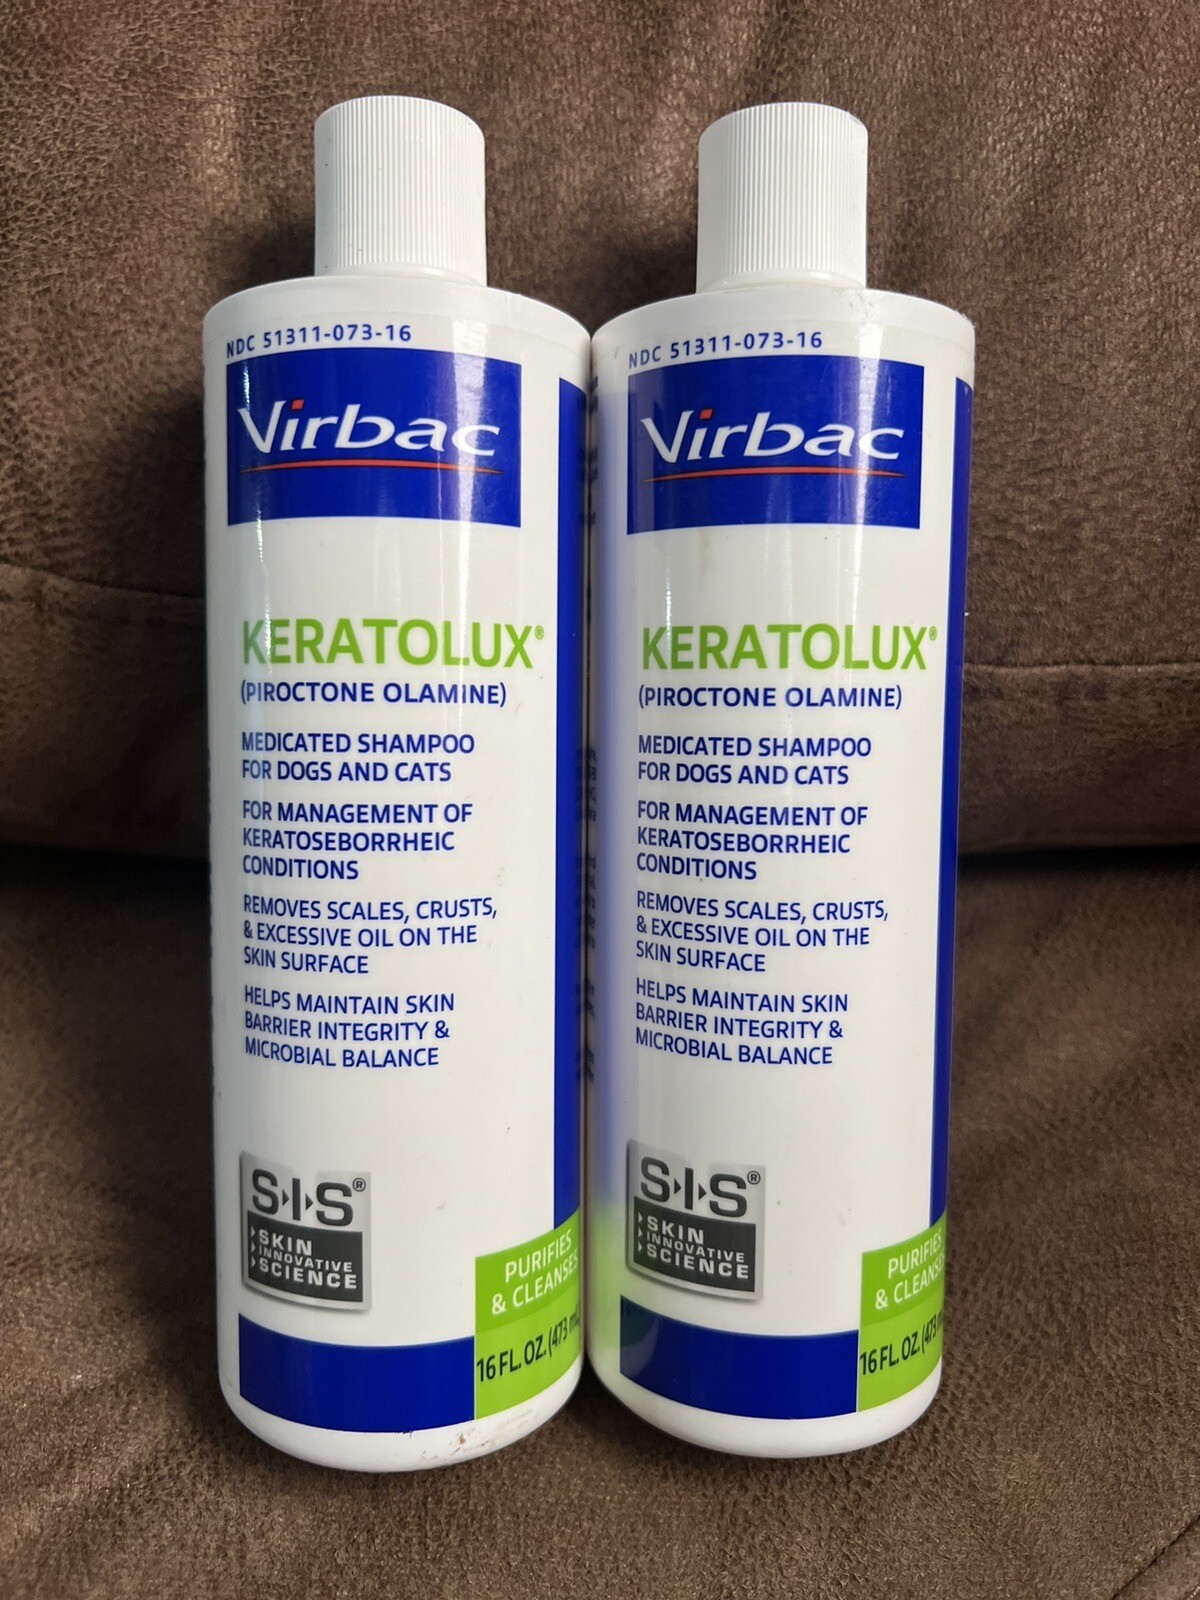 NDC 51311-073-16
Virbac
KERATOLUX®
(PIROCTONE OLAMINE)
MEDICATED SHAMPOO
FOR DOGS AND CATS
FOR MANAGEMENT OF
KERATOSEBORRHEIC
CONDITIONS
REMOVES SCALES, CRUSTS,
& EXCESSIVE OIL ON THE
SKIN SURFACE
HELPS MAINTAIN SKIN
BARRIER INTEGRITY &
MICROBIAL BALANCE
S·I·S®
SKIN
INNOVATIVE
SCIENCE
PURIFIES
& CLEANSES
16 FL. OZ. (473 mL)
NDC 51311-073-16
Virbac
KERATOLUX®
(PIROCTONE OLAMINE)
MEDICATED SHAMPOO
FOR DOGS AND CATS
FOR MANAGEMENT OF
KERATOSEBORRHEIC
CONDITIONS
REMOVES SCALES, CRUSTS,
& EXCESSIVE OIL ON THE
SKIN SURFACE
HELPS MAINTAIN SKIN
BARRIER INTEGRITY &
MICROBIAL BALANCE
S·I·S®
SKIN
INNOVATIVE
SCIENCE
PURIFIES
& CLEANSES
16 FL. OZ. (473